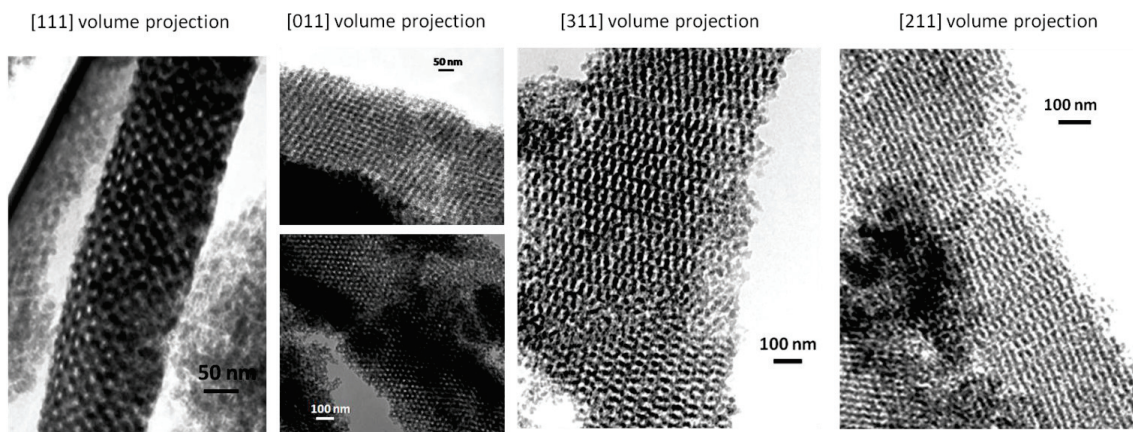 [111] volume projection
[011] volume projection
[311] volume projection
[211] volume projection
50 nm
50 nm
100 nm
100 nm
100 nm